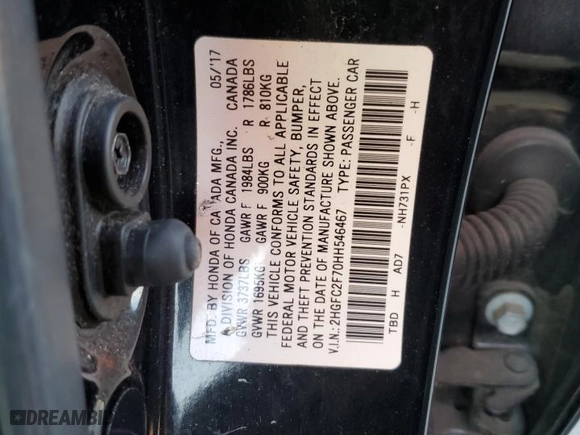 MFD. BY HONDA OF CANADA MFG., 05/'17
A DIVISION OF HONDA CANADA INC. CANADA
GVWR 3737LBS GAWR F 1984LBS R 1786LBS
GVWR 1695KG GAWR F 900KG R 810KG
THIS VEHICLE CONFORMS TO ALL APPLICABLE
FEDERAL MOTOR VEHICLE SAFETY, BUMPER,
AND THEFT PREVENTION STANDARDS IN EFFECT
ON THE DATE OF MANUFACTURE SHOWN ABOVE.
V.I.N.: 2HGFC2F70HH546467 TYPE: PASSENGER CAR
TBD H AD7 -NH731PX -F -H
DREAMBID